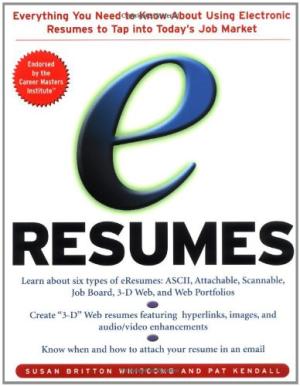 Everything You Need to Know About Using Electronic
Resumes to Tap into Today's Job Market
Endorsed
by the
Career Masters
Institute™
e
RESUMES
Learn about six types of eResumes: ASCII, Attachable, Scannable,
Job Board, 3-D Web, and Web Portfolios
Create "3-D" Web resumes featuring hyperlinks, images, and
audio/video enhancements
Know when and how to attach your resume in an email
SUSAN BRITTON WHITCOMB AND PAT KENDALL